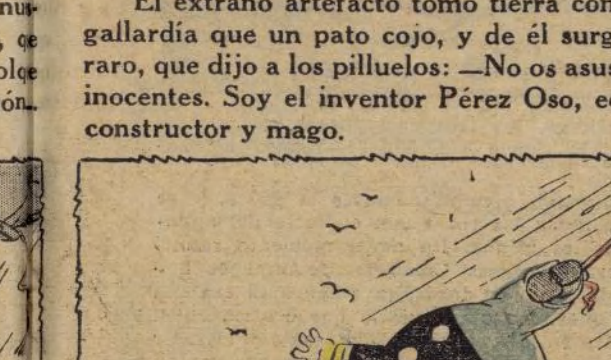 El extraño artefacto tomó tierra con
gallardía que un pato cojo, y de él surg
raro, que dijo a los pilluelos: —No os asus
inocentes. Soy el inventor Pérez Oso,
constructor y mago.